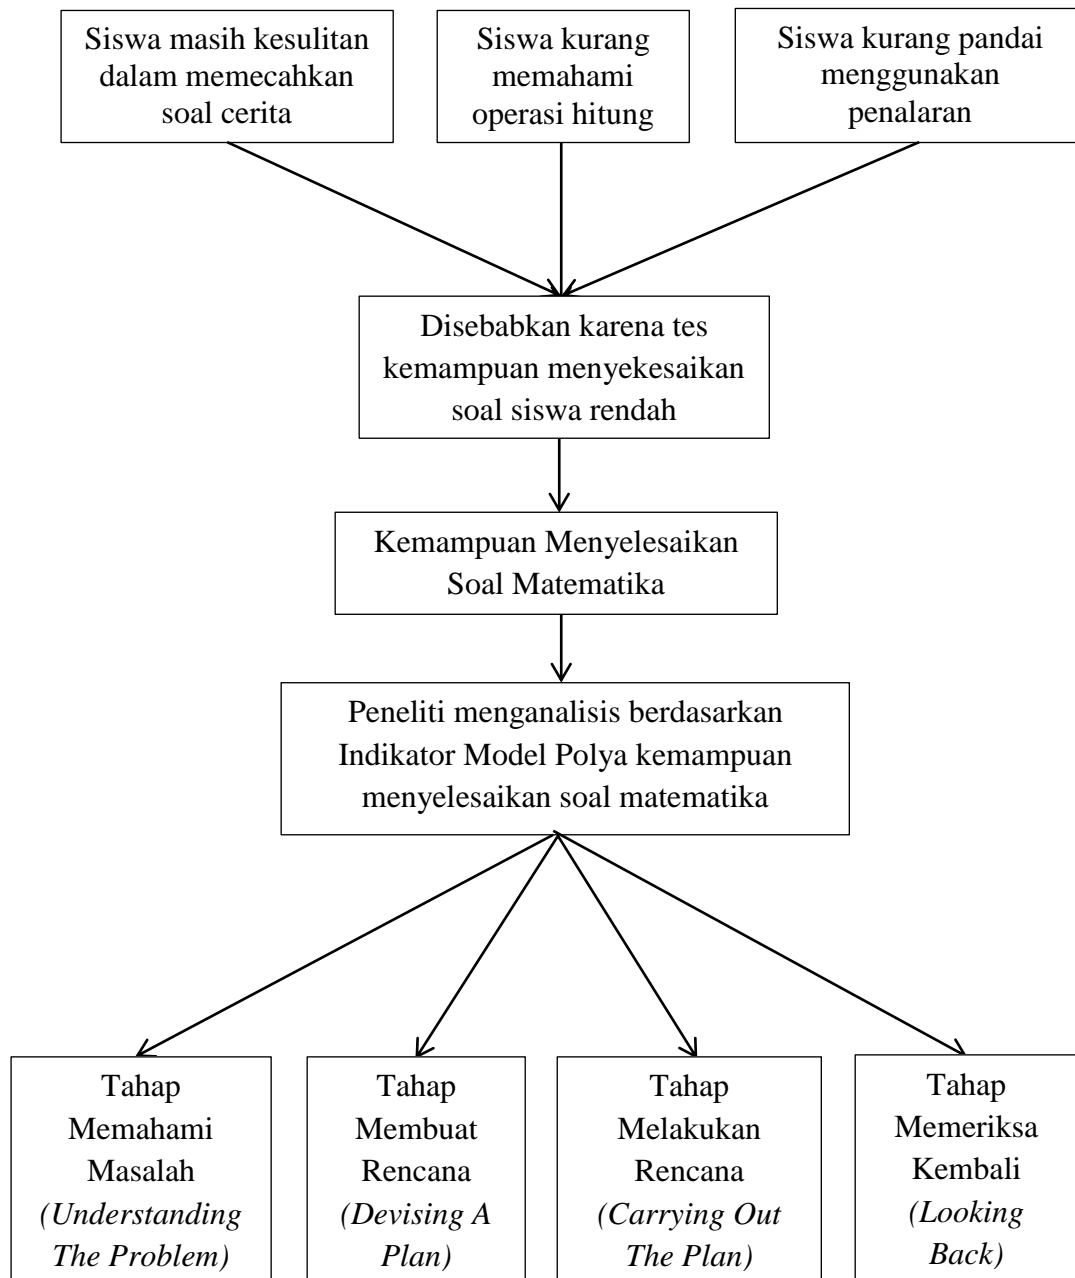 Siswa masih kesulitan
dalam memecahkan
soal cerita
Siswa kurang
memahami
operasi hitung
Siswa kurang pandai
menggunakan
penalaran
Disebabkan karena tes
kemampuan menyekesaikan
soal siswa rendah
Kemampuan Menyelesaikan
Soal Matematika
Peneliti menganalisis berdasarkan
Indikator Model Polya kemampuan
menyelesaikan soal matematika
Tahap
Memahami
Masalah
(Understanding
The Problem)
Tahap
Membuat
Rencana
(Devising A
Plan)
Tahap
Melakukan
Rencana
(Carrying Out
The Plan)
Tahap
Memeriksa
Kembali
(Looking
Back)